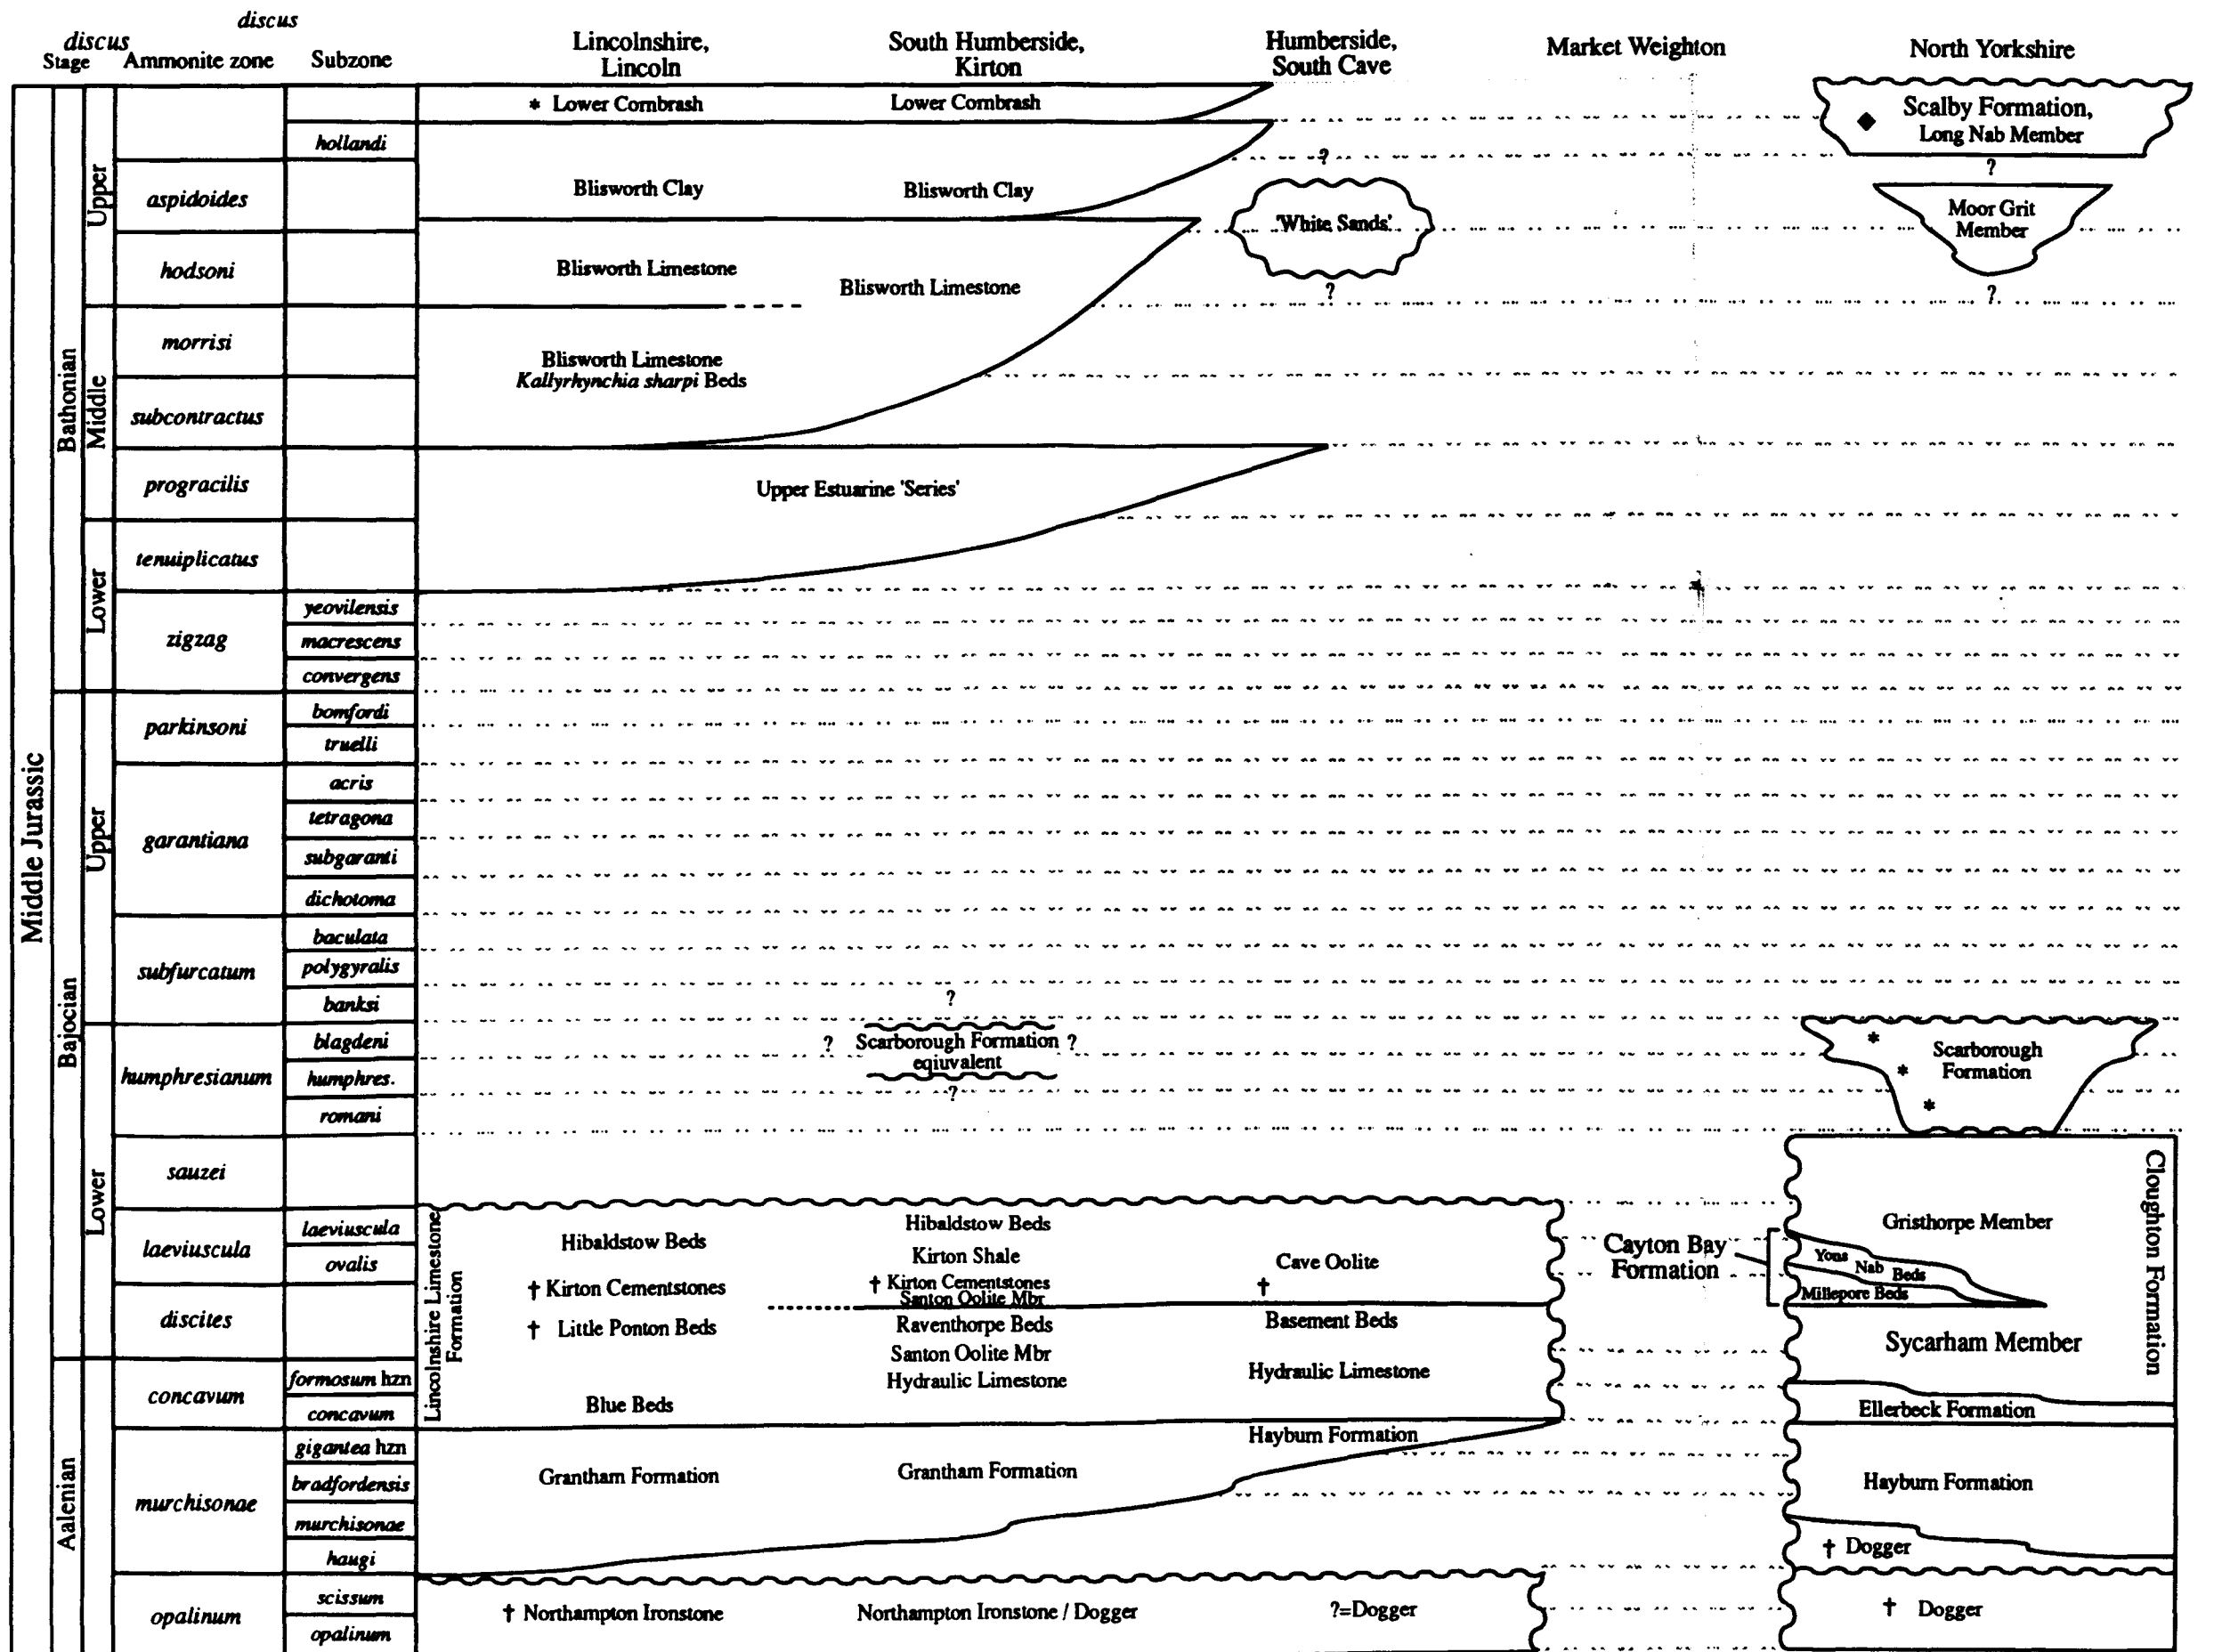 discus
discus
Stage Ammonite zone Subzone
Lincolnshire,
Lincoln
South Humberside,
Kirton
Humberside,
South Cave
Market Weighton
North Yorkshire
Middle Jurassic
Bathonian
Bajocian
Aalenian
Upper
Middle
Lower
Upper
Lower
hollandi
aspidoides
hodsoni
morrisi
subcontractus
progracilis
tenuiplicatus
zigzag
yeovilensis
macrescens
convergens
parkinsoni
bomfordi
truelli
garantiana
acris
tetragona
subgaranti
dichotoma
subfurcatum
baculata
polygyralis
banksi
humphresianum
blagdeni
humphres.
romani
sauzei
laeviuscula
laeviuscula
ovalis
discites
concavum
formosum hzn
concavum
murchisonae
gigantea hzn
bradfordensis
murchisonae
haugi
opalinum
scissum
opalinum
* Lower Cornbrash
Blisworth Clay
Blisworth Limestone
Blisworth Limestone
Kallyrhynchia sharpi Beds
Upper Estuarine 'Series'
Lincolnshire Limestone
Formation
Hibaldstow Beds
† Kirton Cementstones
† Little Ponton Beds
Blue Beds
Grantham Formation
† Northampton Ironstone
Lower Cornbrash
Blisworth Clay
Blisworth Limestone
?
? Scarborough Formation ?
eqiuvalent
?
Hibaldstow Beds
Kirton Shale
† Kirton Cementstones
Santon Oolite Mbr
Raventhorpe Beds
Santon Oolite Mbr
Hydraulic Limestone
Grantham Formation
Northampton Ironstone / Dogger
?
'White Sands'
?
Cave Oolite
†
Basement Beds
Hydraulic Limestone
Hayburn Formation
?=Dogger
Scalby Formation,
Long Nab Member
?
Moor Grit
Member
?
* Scarborough
* Formation
*
Cloughton Formation
Gristhorpe Member
Cayton Bay
Formation
Yons Nab Beds
Millepore Beds
Sycarham Member
Ellerbeck Formation
Hayburn Formation
† Dogger
† Dogger